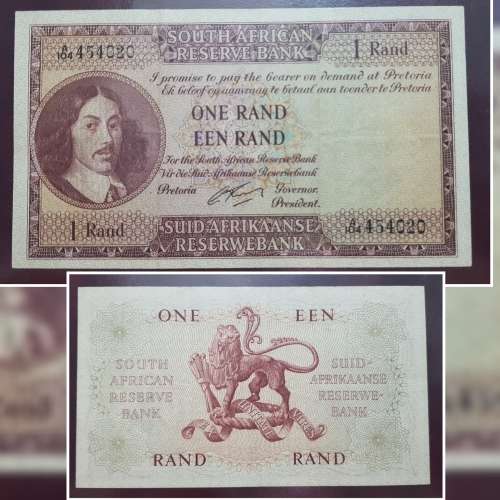 SOUTH AFRICAN
RESERVE BANK
A/104 454020
1 Rand
I promise to pay the bearer on demand at Pretoria
Ek beloof op aanvraag te betaal aan toonder te Pretoria
ONE RAND
EEN RAND
For the South African Reserve Bank
Vir die Suid-Afrikaanse Reserwebank
Pretoria
Governor.
President.
1 Rand
SUID-AFRIKAANSE
RESERWEBANK
A/104 454020
ONE EEN
SOUTH
AFRICAN
RESERVE
BANK
SUID-
AFRIKAANSE
RESERWE-
BANK
RAND RAND